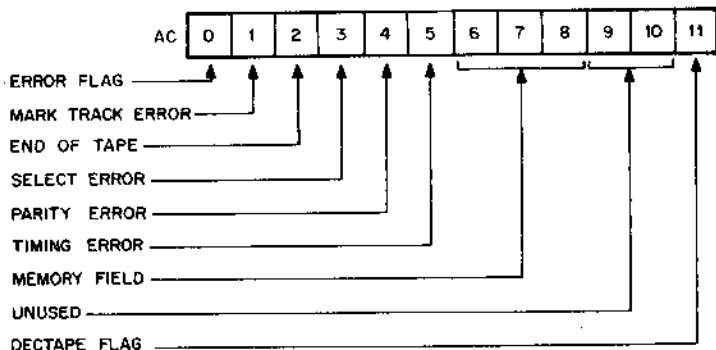 AC 0 1 2 3 4 5 6 7 8 9 10 11
ERROR FLAG
MARK TRACK ERROR
END OF TAPE
SELECT ERROR
PARITY ERROR
TIMING ERROR
MEMORY FIELD
UNUSED
DECTAPE FLAG